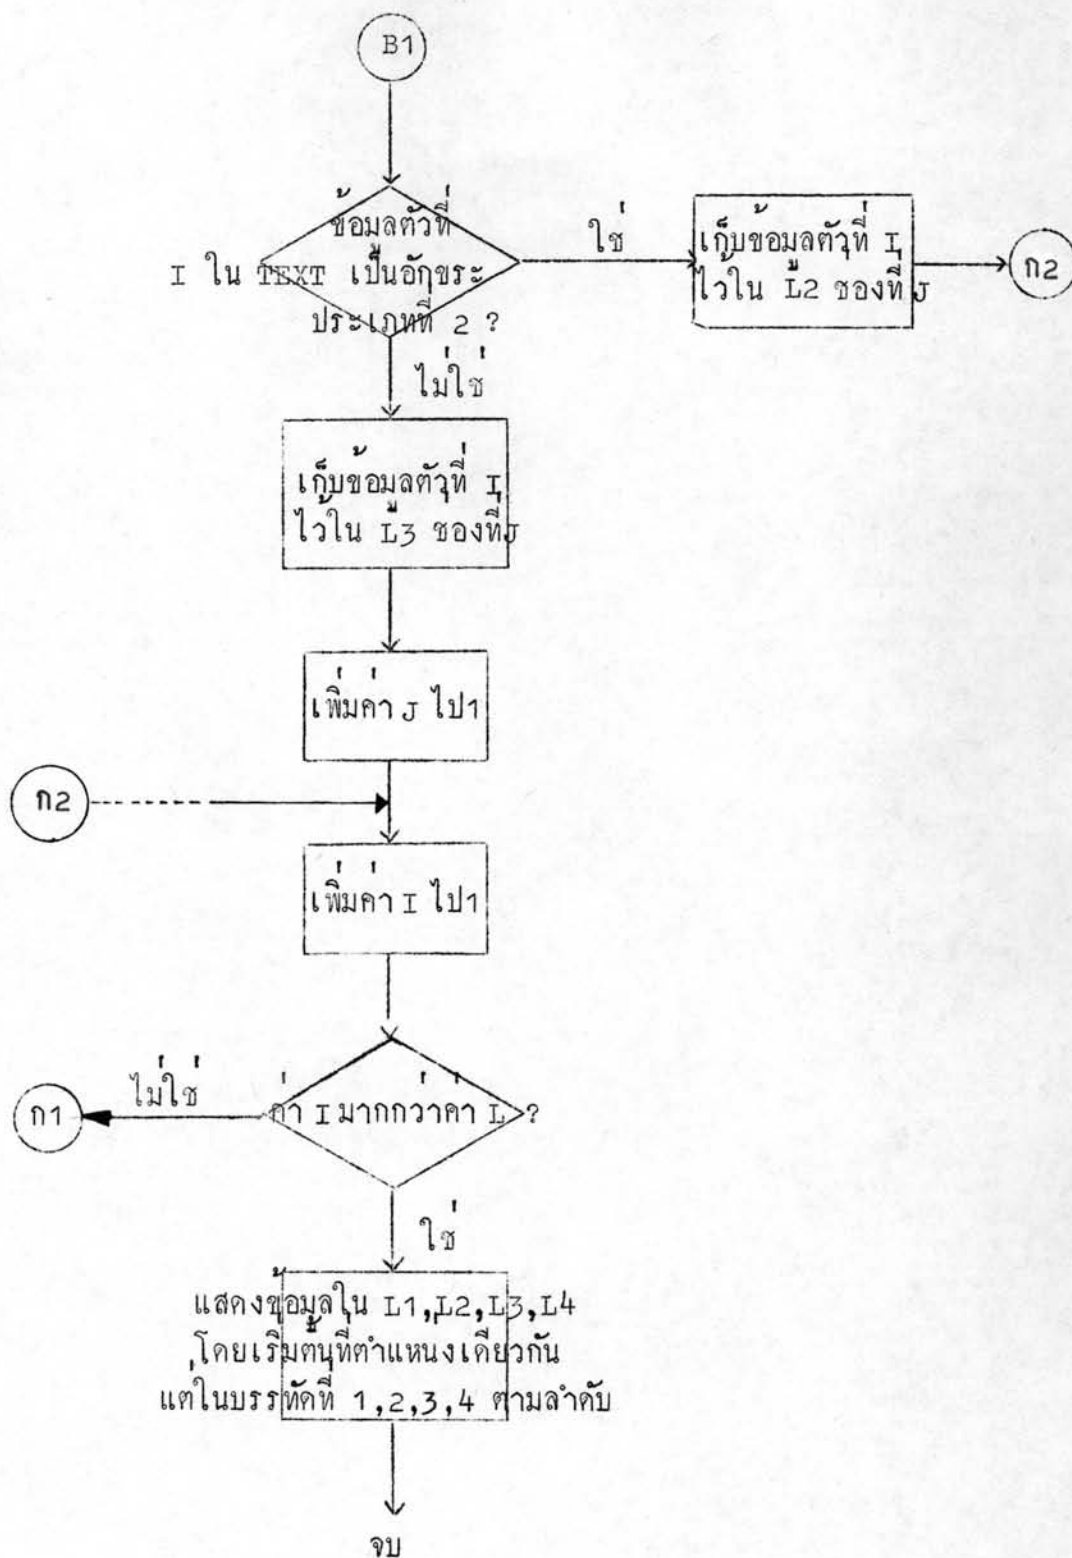 B1
ข้อมูลตัวที่
I ใน TEXT เป็นอักขระ
ประเภทที่ 2 ?
ใช่
เก็บข้อมูลตัวที่ I
ไว้ใน L2 ช่องที่ J
ก2
ไม่ใช่
เก็บข้อมูลตัวที่ I
ไว้ใน L3 ช่องที่J
เพิ่มค่า J ไป1
ก2
เพิ่มค่า I ไป1
ก1
ไม่ใช่
ค่า I มากกว่าค่า L ?
ใช่
แสดงข้อมูลใน L1,L2,L3,L4
โดยเริ่มต้นที่ตำแหน่งเดียวกัน
แต่ในบรรทัดที่ 1,2,3,4 ตามลำดับ
จบ